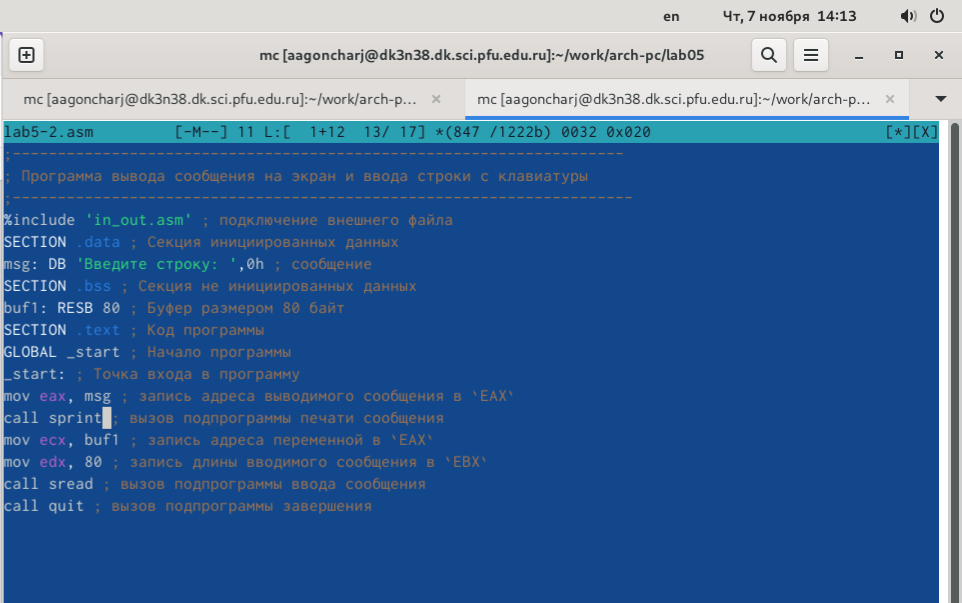 en Чт, 7 ноября 14:13
mc [aagoncharj@dk3n38.dk.sci.pfu.edu.ru]:~/work/arch-pc/lab05
mc [aagoncharj@dk3n38.dk.sci.pfu.edu.ru]:~/work/arch-p... × mc [aagoncharj@dk3n38.dk.sci.pfu.edu.ru]:~/work/arch-p... ×
lab5-2.asm [-M--] 11 L:[ 1+12 13/ 17] *(847 /1222b) 0032 0x020 [*][X]
;--------------------------------------------------------------------
; Программа вывода сообщения на экран и ввода строки с клавиатуры
;---------------------------------------------------------------------
%include 'in_out.asm' ; подключение внешнего файла
SECTION .data ; Секция инициированных данных
msg: DB 'Введите строку: ',0h ; сообщение
SECTION .bss ; Секция не инициированных данных
buf1: RESB 80 ; Буфер размером 80 байт
SECTION .text ; Код программы
GLOBAL _start ; Начало программы
_start: ; Точка входа в программу
mov eax, msg ; запись адреса выводимого сообщения в `EAX`
call sprint ; вызов подпрограммы печати сообщения
mov ecx, buf1 ; запись адреса переменной в `EAX`
mov edx, 80 ; запись длины вводимого сообщения в `EBX`
call sread ; вызов подпрограммы ввода сообщения
call quit ; вызов подпрограммы завершения